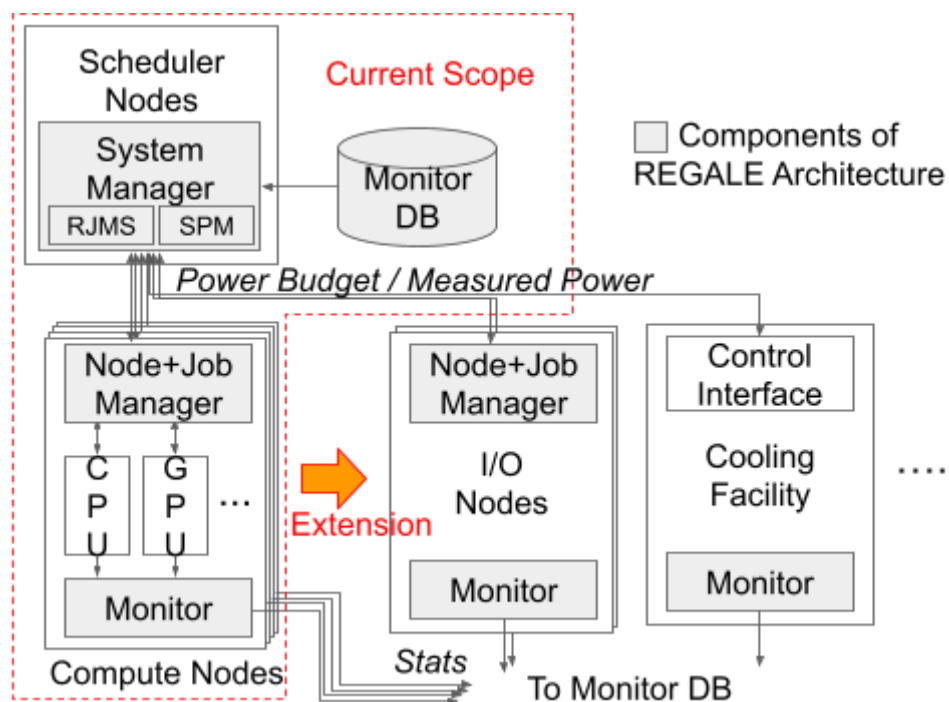 Scheduler
Nodes
Current Scope
System
Manager
RJMS
SPM
Monitor
DB
Components of
REGALE Architecture
Power Budget / Measured Power
Node+Job
Manager
C
P
U
G
P
U
...
Monitor
Compute Nodes
Extension
Node+Job
Manager
I/O
Nodes
Monitor
Control
Interface
Cooling
Facility
Monitor
....
Stats
To Monitor DB